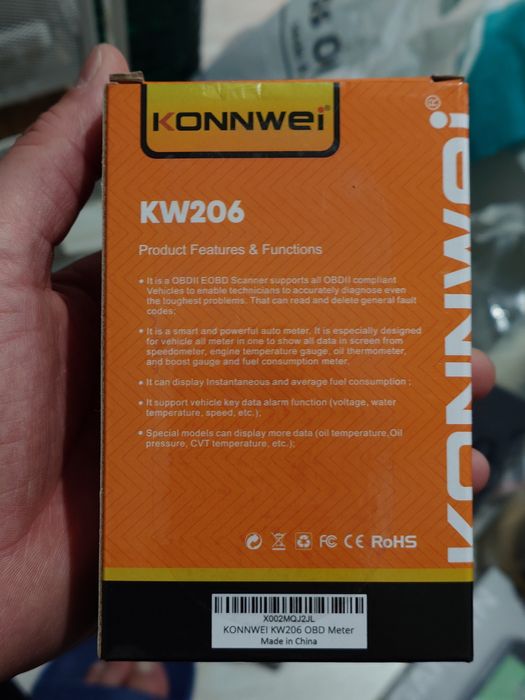 KONNWEI
KW206
Product Features & Functions
• It is a OBDII EOBD Scanner supports all OBDII compliant
Vehicles to enable technicians to accurately diagnose even
the loughest problems. That can read and delete general fault
codes;
• It is a smart and powerful auto meter. It is especially designed
for vehicle all meter in one to show all data in screen from
speedometer, engine temperature gauge, oil thermometer,
and boost gauge and fuel consumption meter.
• It can display Instantaneous and average fuel consumption ;
• It support vehicle key data alarm function (voltage, water
temperature, speed, etc.);
• Special models can display more data (oil temperature,Oil
pressure, CVT temperature, etc.);
FC CE RoHS
KONNWEI®
X002MQJ2JL
KONNWEI KW206 OBD Meter
Made in China